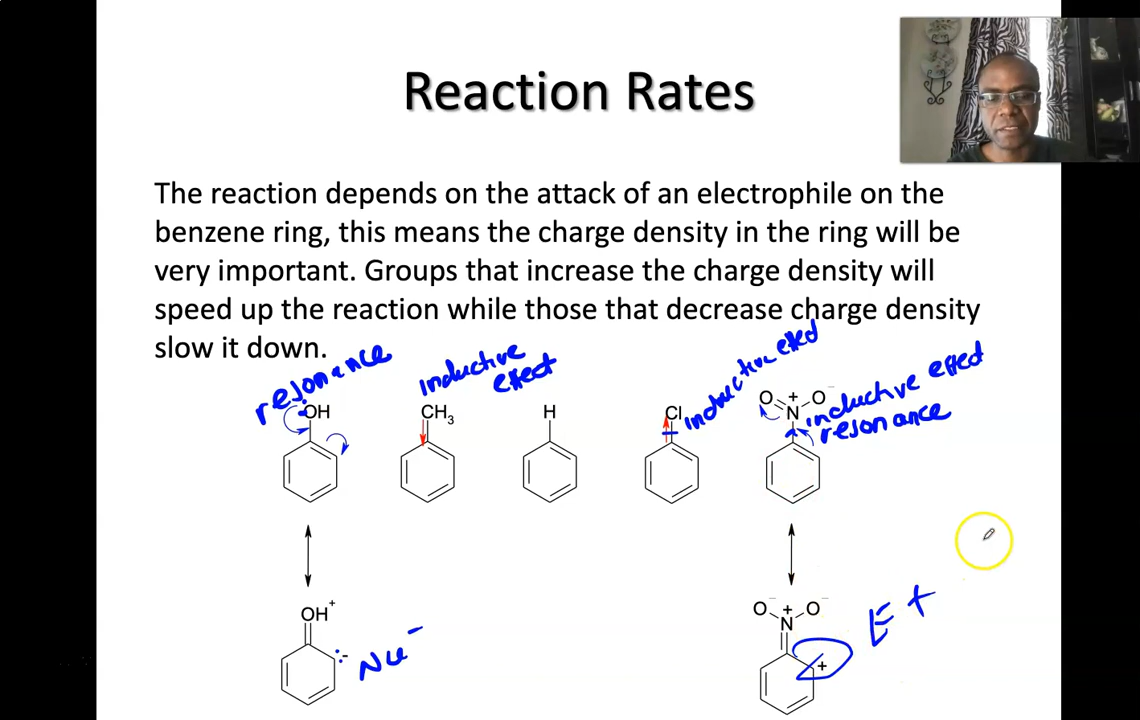 Reaction Rates
The reaction depends on the attack of an electrophile on the
benzene ring, this means the charge density in the ring will be
very important. Groups that increase the charge density will
speed up the reaction while those that decrease charge density
slow it down.
resonance
inductive
effect
inductive effect
inductive effect
resonance
OH
CH3
H
Cl
O N+ O-
OH+
:-
Nu-
O- N+ O-
+
E+